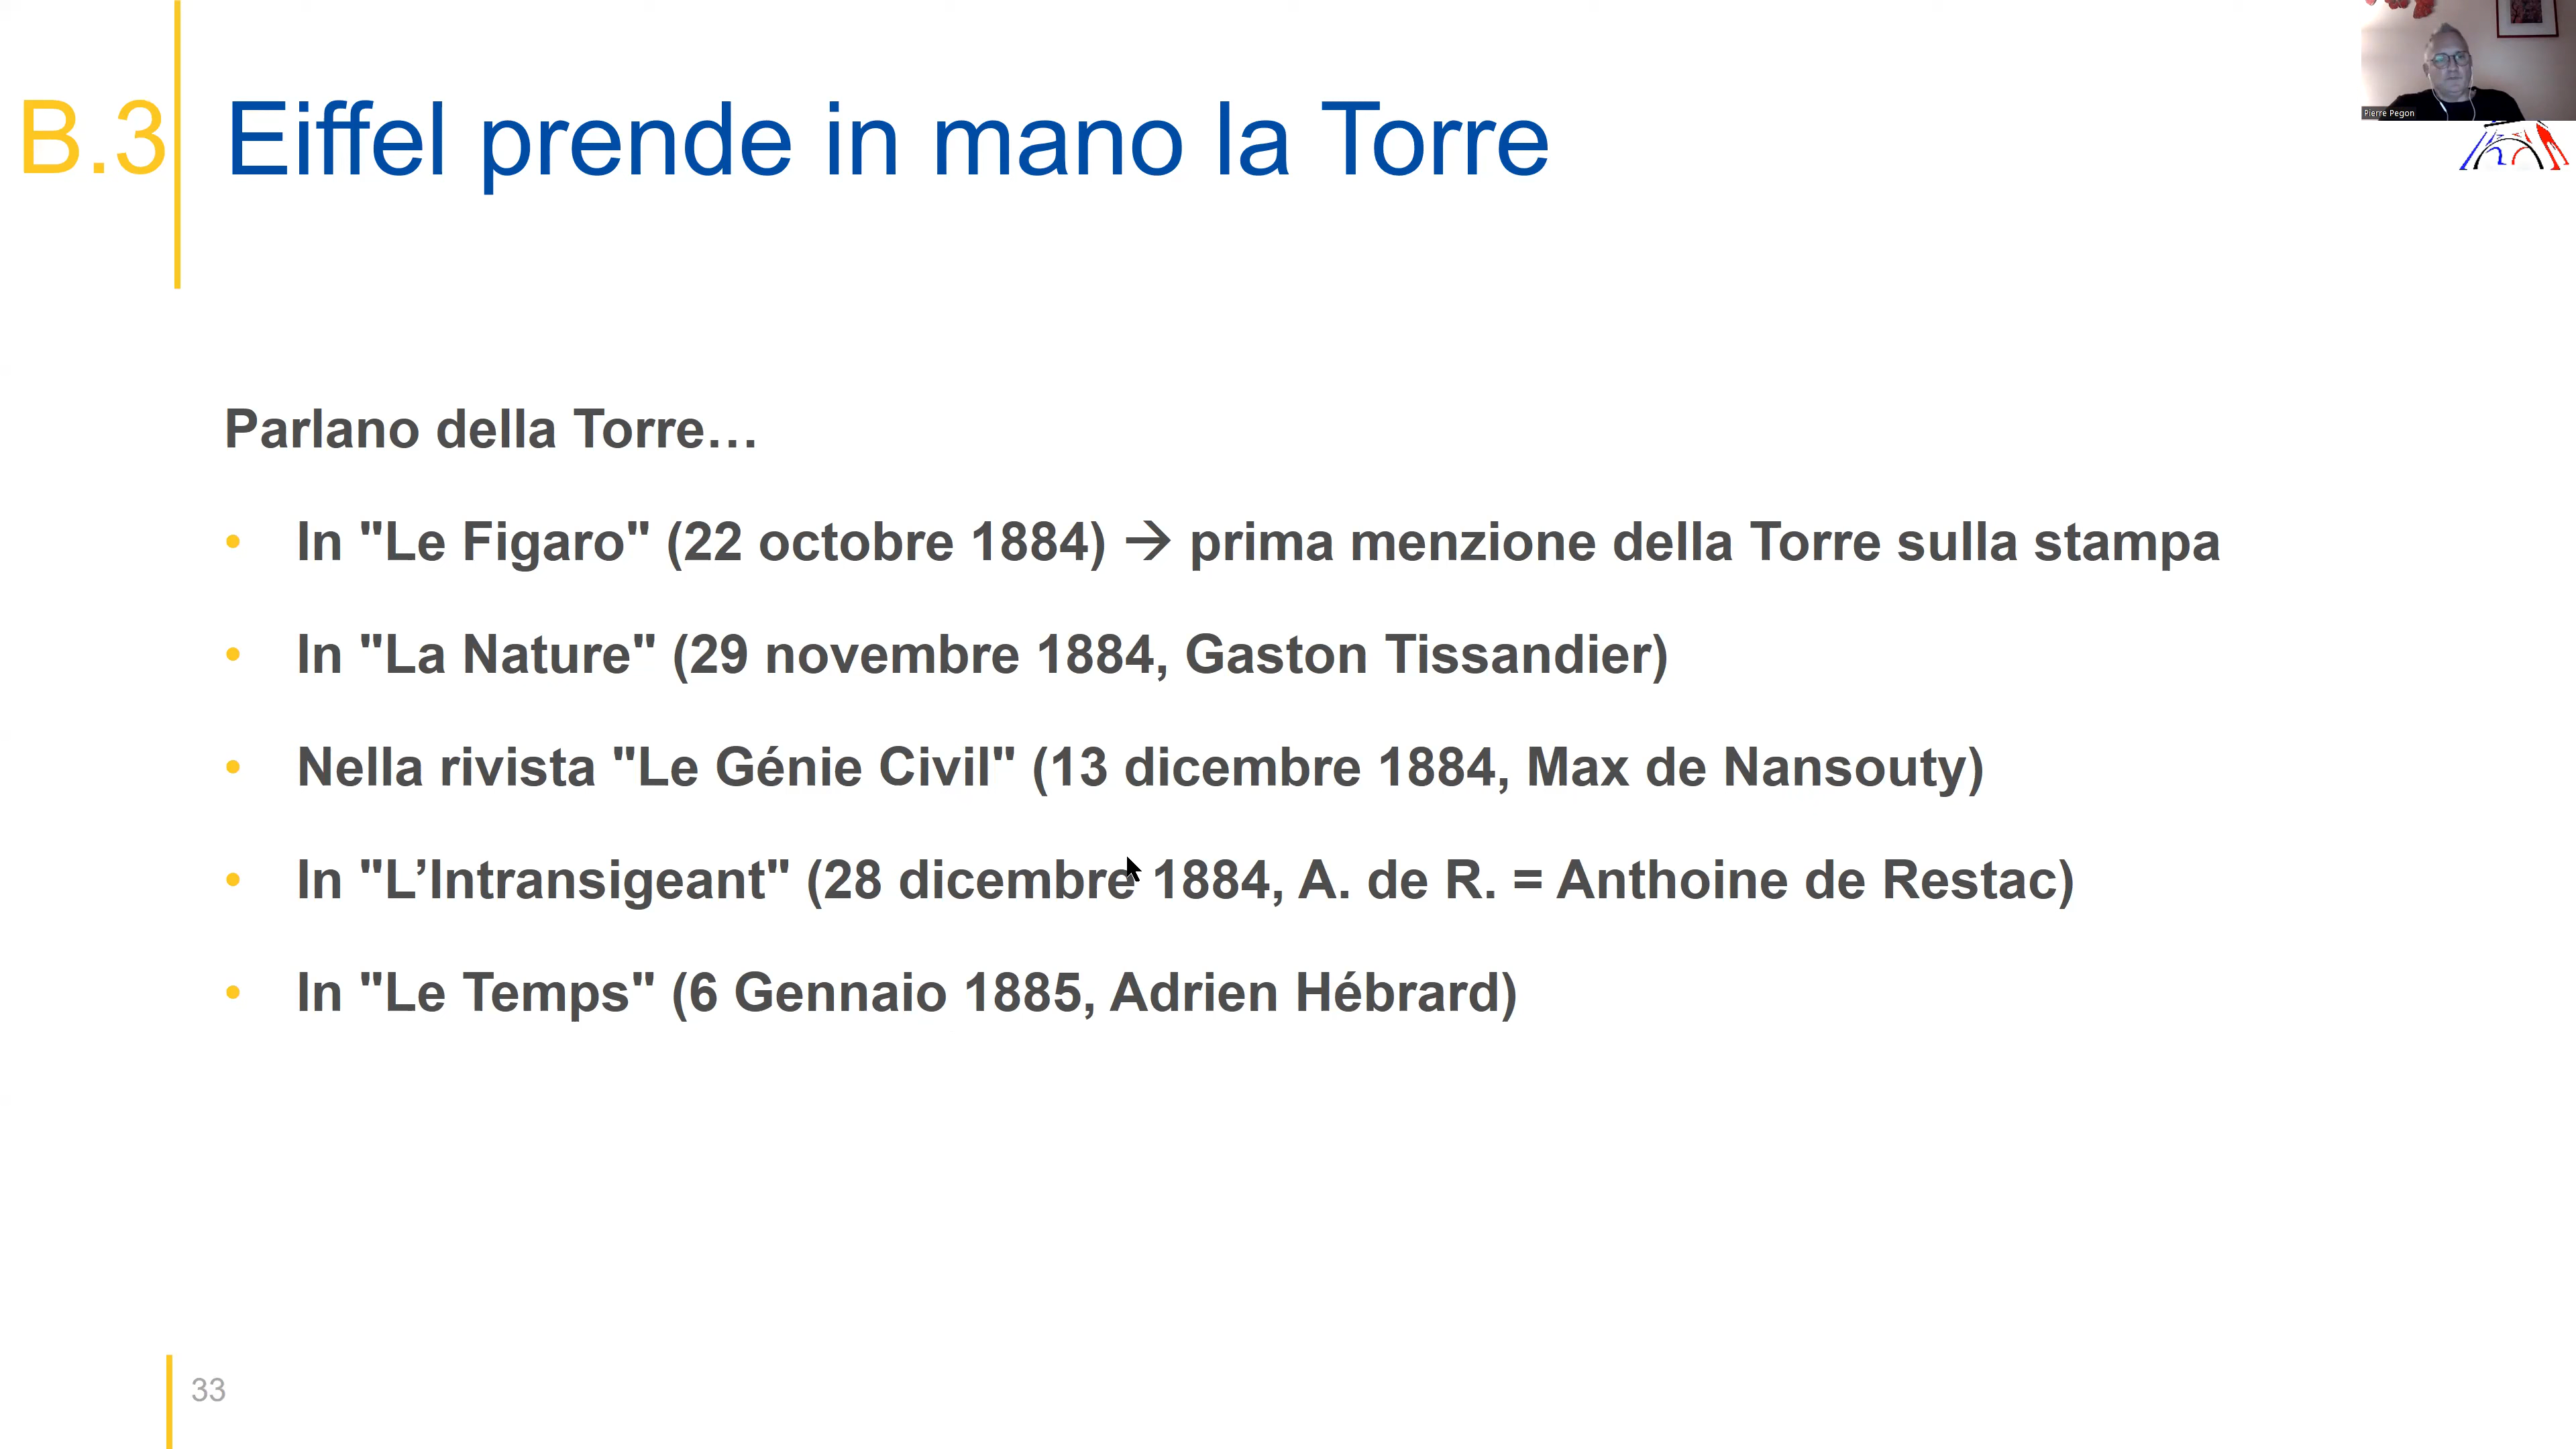 B.3
Eiffel prende in mano la Torre
Pierre Pegon
Parlano della Torre…
• In "Le Figaro" (22 octobre 1884) → prima menzione della Torre sulla stampa
• In "La Nature" (29 novembre 1884, Gaston Tissandier)
• Nella rivista "Le Génie Civil" (13 dicembre 1884, Max de Nansouty)
• In "L’Intransigeant" (28 dicembre 1884, A. de R. = Anthoine de Restac)
• In "Le Temps" (6 Gennaio 1885, Adrien Hébrard)
33